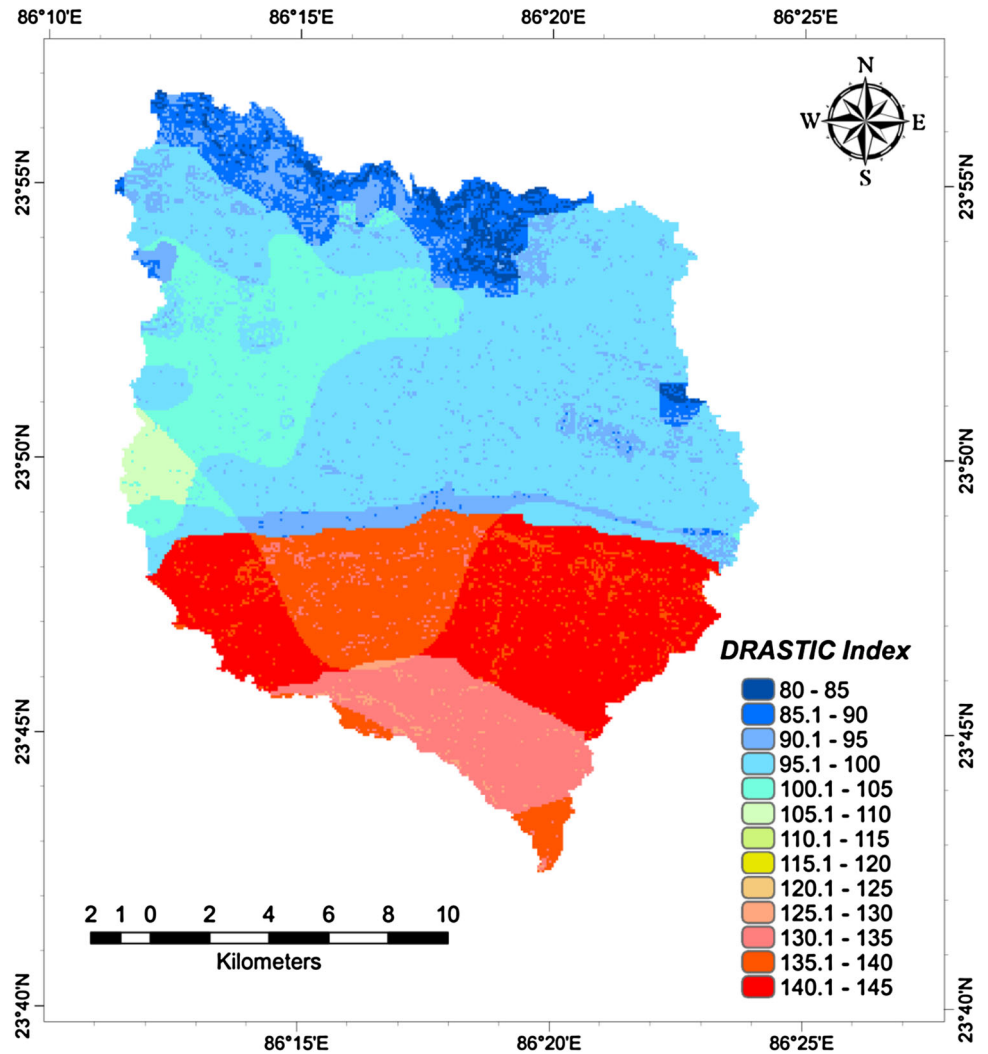 86°10'E 86°15'E 86°20'E 86°25'E
N
W E
S
23°55'N 23°55'N
23°50'N 23°50'N
23°45'N 23°45'N
23°40'N 23°40'N
DRASTIC Index
80 - 85
85.1 - 90
90.1 - 95
95.1 - 100
100.1 - 105
105.1 - 110
110.1 - 115
115.1 - 120
120.1 - 125
125.1 - 130
130.1 - 135
135.1 - 140
140.1 - 145
2 1 0 2 4 6 8 10
Kilometers
86°15'E 86°20'E 86°25'E